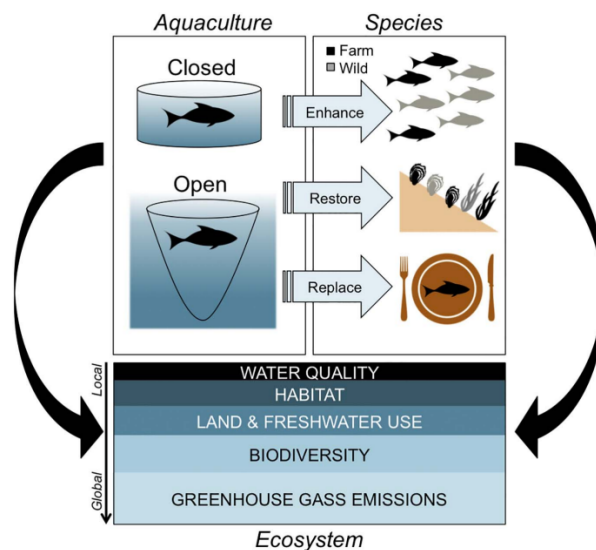 Aquaculture
Species
Closed
Farm
Wild
Enhance
Open
Restore
Replace
Local
Global
WATER QUALITY
HABITAT
LAND & FRESHWATER USE
BIODIVERSITY
GREENHOUSE GASS EMISSIONS
Ecosystem